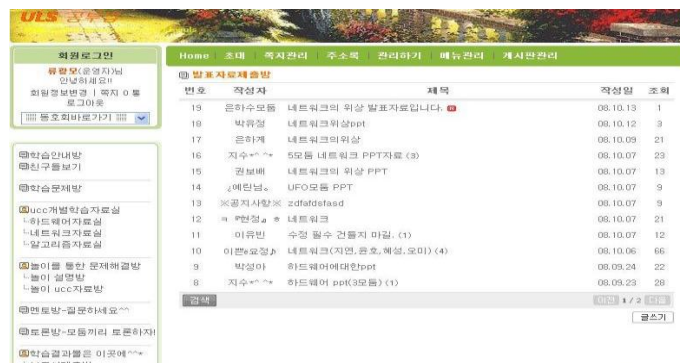 ULS
회원로그인
(운영자)님
안녕하세요!!
회원정보변경 | 쪽지 0 통
로그아웃
동호회바로가기
학습안내방
친구들보기
학습문제방
ucc개별학습자료실
하드웨어자료실
네트워크자료실
알고리즘자료실
놀이를 통한 문제해결방
놀이 설명방
놀이 ucc자료방
멘토방-질문하세요^^
토론방-모둠끼리 토론하자!
학습결과물은 이곳에^^*
Home 초대 쪽지관리 주소록 관리하기 메뉴관리 게시판관리
발표자료제출방
번호 작성자 제목 작성일 조회
19 은하수모둠 네트워크의 위상 발표자료입니다. 08.10.13 1
18 박유정 네트워크위상ppt 08.10.12 3
17 은하계 네트워크의위상 08.10.09 21
16 지수*^^* 5모둠 네트워크 PPT자료 (3) 08.10.07 23
15 권보배 네트워크의 위상 PPT 08.10.07 13
14 ¿예린님。 UFO모둠 PPT 08.10.07 9
13 ※공지사항※ zdfafdsfasd 08.10.07 9
12 현정 네트워크 08.10.07 21
11 이유빈 수정 필수 건들지 마길. (1) 08.10.07 12
10 이쁜e요정♪ 네트워크(지연,윤호,혜성,오미) (4) 08.10.06 66
9 박성아 하드웨어에대한ppt 08.09.24 22
8 지수*^^* 하드웨어 ppt(3모둠) (1) 08.09.23 28
검색 이전 1 / 2 다음
글쓰기